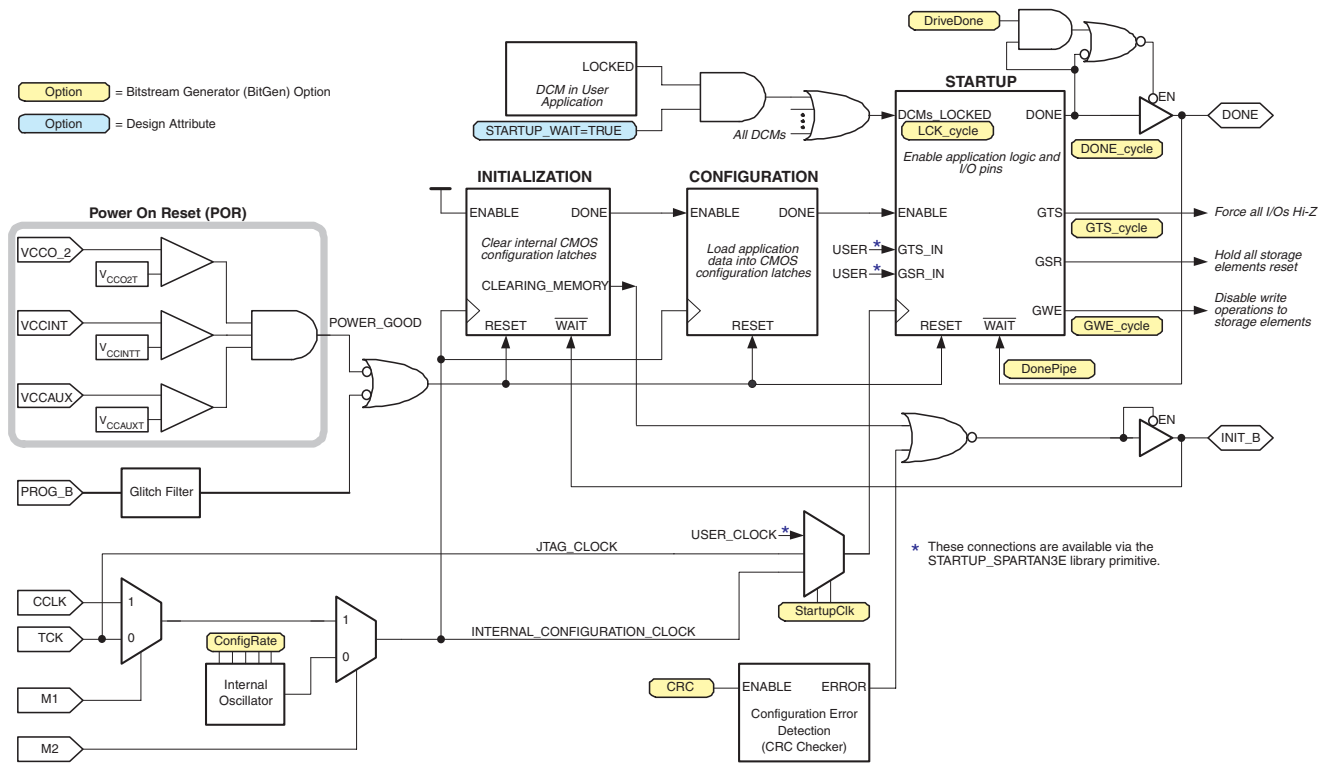 DriveDone
Option = Bitstream Generator (BitGen) Option
Option = Design Attribute
LOCKED
DCM in User
Application
STARTUP_WAIT=TRUE
All DCMs
STARTUP
DCMs_LOCKED
LCK_cycle
Enable application logic and
I/O pins
DONE
EN
DONE
DONE_cycle
ENABLE
GTS
GTS_cycle
Force all I/Os Hi-Z
USER * GTS_IN
USER * GSR_IN
GSR
Hold all storage
elements reset
GWE
GWE_cycle
Disable write
operations to
storage elements
RESET
WAIT
DonePipe
INITIALIZATION
ENABLE
DONE
Clear internal CMOS
configuration latches
CLEARING_MEMORY
RESET
WAIT
CONFIGURATION
ENABLE
DONE
Load application
data into CMOS
configuration latches
RESET
Power On Reset (POR)
VCCO_2
VCCO2T
VCCINT
VCCINTT
VCCAUX
VCCAUXT
POWER_GOOD
PROG_B
Glitch Filter
EN
INIT_B
USER_CLOCK *
JTAG_CLOCK
* These connections are available via the
STARTUP_SPARTAN3E library primitive.
StartupClk
CCLK
TCK
1
0
ConfigRate
Internal
Oscillator
1
0
INTERNAL_CONFIGURATION_CLOCK
M1
M2
CRC
ENABLE
ERROR
Configuration Error
Detection
(CRC Checker)